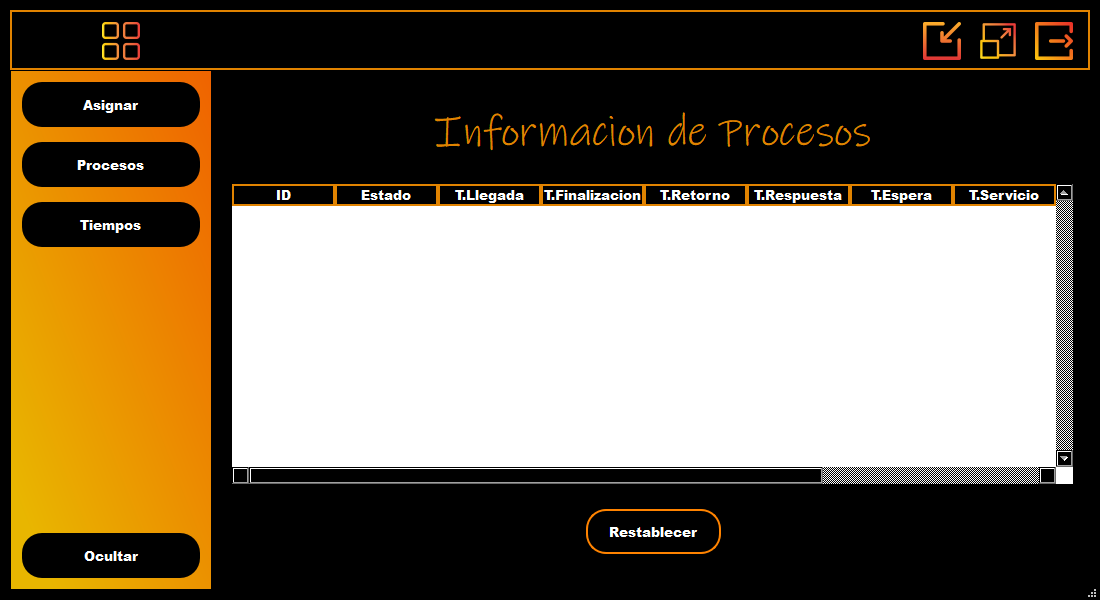 Asignar
Procesos
Tiempos
Ocultar
Informacion de Procesos
ID Estado T.Llegada T.Finalizacion T.Retorno T.Respuesta T.Espera T.Servicio
Restablecer